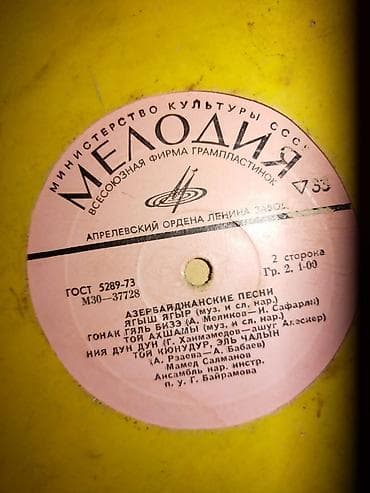 МИНИСТЕРСТВО КУЛЬТУРЫ СССР
МЕЛОДИЯ
ВСЕСОЮЗНАЯ ФИРМА ГРАМПЛАСТИНОК
▽33
АПРЕЛЕВСКИЙ ОРДЕНА ЛЕНИНА ЗАВОД
ГОСТ 5289-73
М30—37728
2 сторона
Гр. 2. 1-00
АЗЕРБАЙДЖАНСКИЕ ПЕСНИ
ЯГЫШ ЯГЫР (муз. и сл. нар.)
ГОНАК ГЯЛЬ БИЗЭ (А. Меликов—И. Сафарли)
ТОЙ АХШАМЫ (муз. и сл. нар.)
НИЯ ДУН ДУН (Г. Ханмамедов—ашуг Алескер)
ТОЙ КЮНУДУР, ЭЛЬ ЧАДЫН
(А. Рзаева—А. Бабаев)
Мамед Салманов
Ансамбль нар. инстр.
п. у. Г. Байрамова